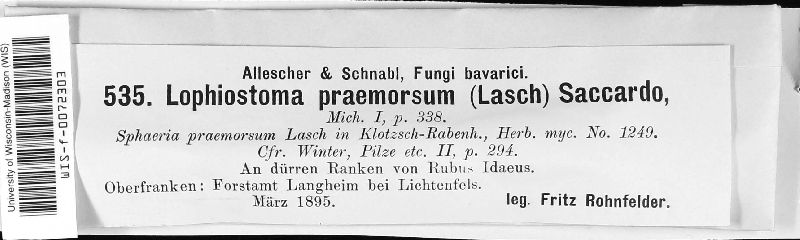 Allescher & Schnabl, Fungi bavarici.
535. Lophiostoma praemorsum (Lasch) Saccardo,
Mich. I, p. 338.
Sphaeria praemorsum Lasch in Klotzsch-Rabenh., Herb. myc. No. 1249.
Cfr. Winter, Pilze etc. II, p. 294.
An dürren Ranken von Rubus Idaeus.
Oberfranken: Forstamt Langheim bei Lichtenfels.
März 1895. leg. Fritz Rohnfelder.
University of Wisconsin-Madison (WIS)
WIS-f-0072303